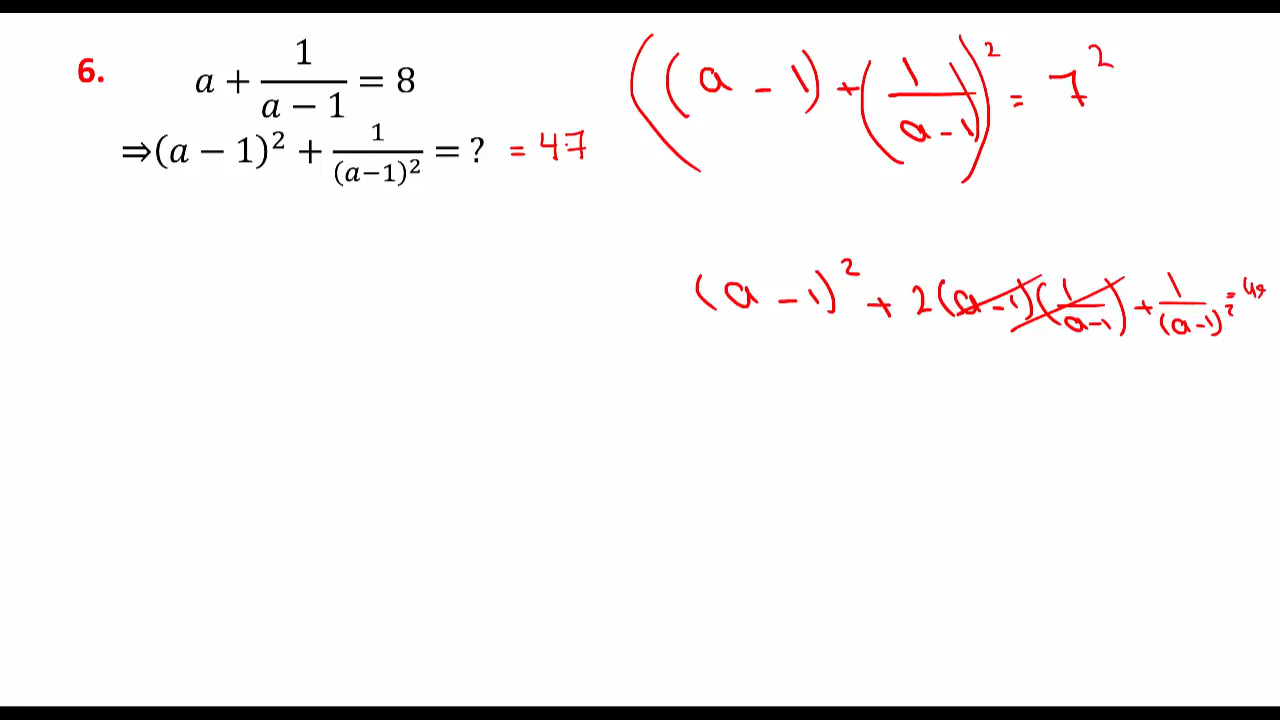 6.
a + 1/(a − 1) = 8
⇒(a − 1)² + 1/(a−1)² = ? = 47
((a - 1) + (1/(a-1)))² = 7²
(a - 1)² + 2(a-1)(1/(a-1)) + 1/(a-1)² = 49